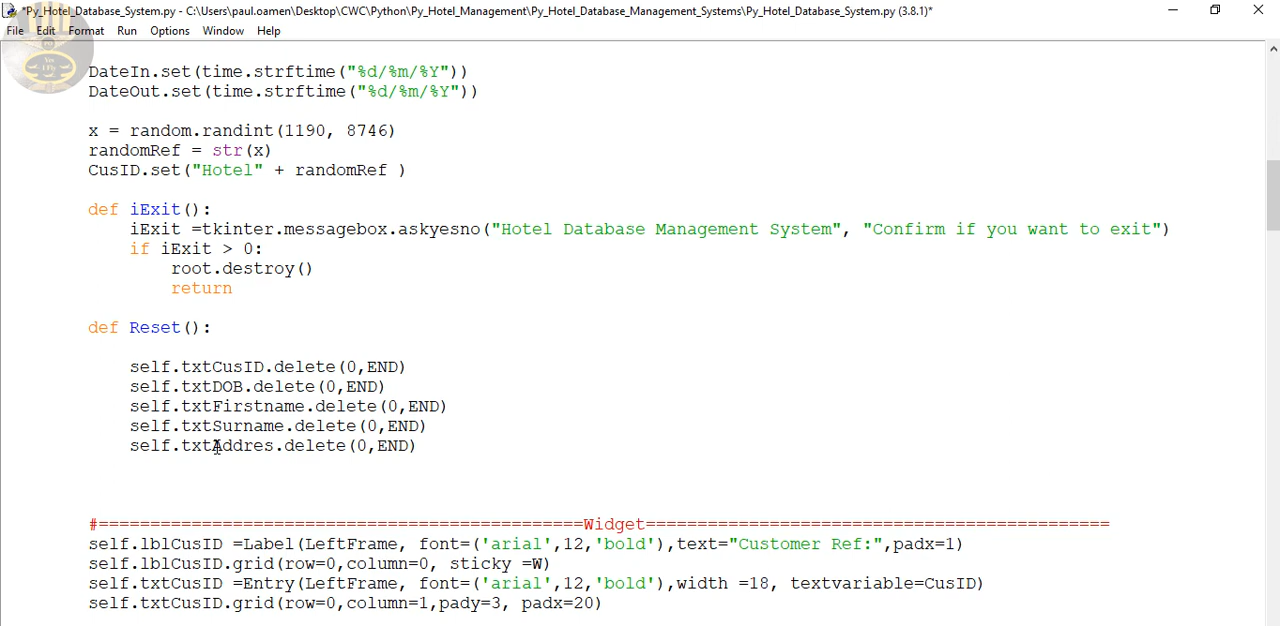 *Py_Hotel_Database_System.py - C:\Users\paul.oamen\Desktop\CWC\Python\Py_Hotel_Management\Py_Hotel_Database_Management_Systems\Py_Hotel_Database_System.py (3.8.1)*
File Edit Format Run Options Window Help
DateIn.set(time.strftime("%d/%m/%Y"))
DateOut.set(time.strftime("%d/%m/%Y"))
x = random.randint(1190, 8746)
randomRef = str(x)
CusID.set("Hotel" + randomRef )
def iExit():
iExit =tkinter.messagebox.askyesno("Hotel Database Management System", "Confirm if you want to exit")
if iExit > 0:
root.destroy()
return
def Reset():
self.txtCusID.delete(0,END)
self.txtDOB.delete(0,END)
self.txtFirstname.delete(0,END)
self.txtSurname.delete(0,END)
self.txtAddres.delete(0,END)
#===============================================Widget=============================================
self.lblCusID =Label(LeftFrame, font=('arial',12,'bold'),text="Customer Ref:",padx=1)
self.lblCusID.grid(row=0,column=0, sticky =W)
self.txtCusID =Entry(LeftFrame, font=('arial',12,'bold'),width =18, textvariable=CusID)
self.txtCusID.grid(row=0,column=1,pady=3, padx=20)